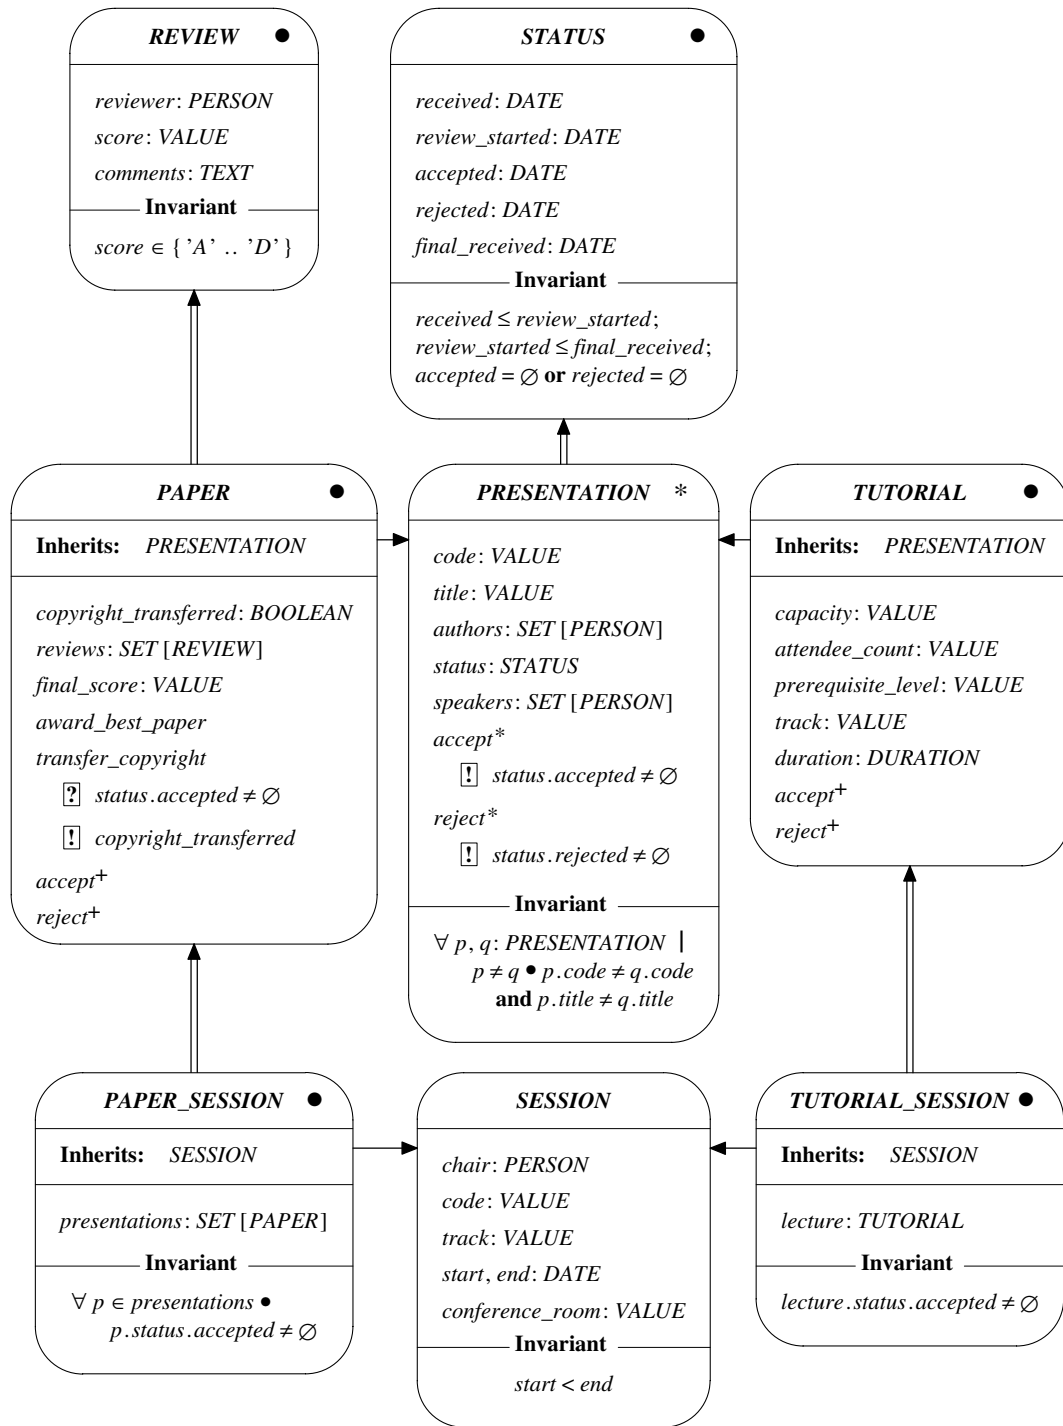 REVIEW ●
reviewer: PERSON
score: VALUE
comments: TEXT
Invariant
score ∈ { 'A' .. 'D' }
STATUS ●
received: DATE
review_started: DATE
accepted: DATE
rejected: DATE
final_received: DATE
Invariant
received ≤ review_started;
review_started ≤ final_received;
accepted = ∅ or rejected = ∅
PAPER ●
Inherits: PRESENTATION
copyright_transferred: BOOLEAN
reviews: SET [REVIEW]
final_score: VALUE
award_best_paper
transfer_copyright
? status.accepted ≠ ∅
! copyright_transferred
accept+
reject+
PRESENTATION *
code: VALUE
title: VALUE
authors: SET [PERSON]
status: STATUS
speakers: SET [PERSON]
accept*
! status.accepted ≠ ∅
reject*
! status.rejected ≠ ∅
Invariant
∀ p, q: PRESENTATION |
p ≠ q ● p.code ≠ q.code
and p.title ≠ q.title
TUTORIAL ●
Inherits: PRESENTATION
capacity: VALUE
attendee_count: VALUE
prerequisite_level: VALUE
track: VALUE
duration: DURATION
accept+
reject+
PAPER_SESSION ●
Inherits: SESSION
presentations: SET [PAPER]
Invariant
∀ p ∈ presentations ●
p.status.accepted ≠ ∅
SESSION
chair: PERSON
code: VALUE
track: VALUE
start, end: DATE
conference_room: VALUE
Invariant
start < end
TUTORIAL_SESSION ●
Inherits: SESSION
lecture: TUTORIAL
Invariant
lecture.status.accepted ≠ ∅